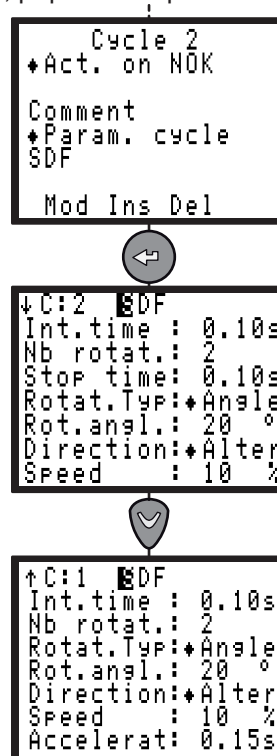 Cycle 2
♦Act. on NOK
Comment
♦Param. cycle
SDF
Mod Ins Del
↓C:2 SDF
Int.time : 0.10s
Nb rotat.: 2
Stop time: 0.10s
Rotat.Typ:♦Angle
Rot.angl.: 20 °
Direction:♦Alter
Speed : 10 %
↑C:1 SDF
Int.time : 0.10s
Nb rotat.: 2
Rotat.Typ:♦Angle
Rot.angl.: 20 °
Direction:♦Alter
Speed : 10 %
Accelerat: 0.15s